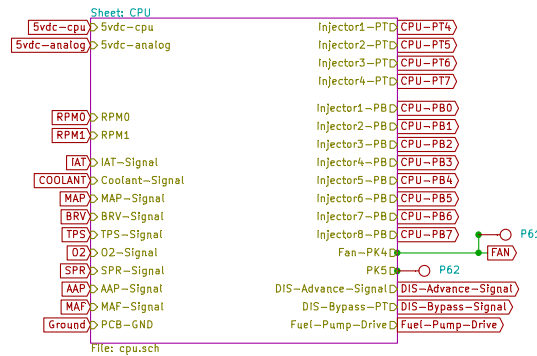 Sheet: CPU
5vdc-cpu 5vdc-cpu Injector1-PT CPU-PT4
5vdc-analog 5vdc-analog Injector2-PT CPU-PT5
Injector3-PT CPU-PT6
Injector4-PT CPU-PT7
Injector1-PB CPU-PB0
RPM0 RPM0 Injector2-PB CPU-PB1
RPM1 RPM1 Injector3-PB CPU-PB2
IAT IAT-Signal Injector4-PB CPU-PB3
COOLANT Coolant-Signal Injector5-PB CPU-PB4
MAP MAP-Signal Injector6-PB CPU-PB5
BRV BRV-Signal Injector7-PB CPU-PB6
TPS TPS-Signal Injector8-PB CPU-PB7 P61
O2 O2-Signal Fan-PK4 FAN
SPR SPR-Signal PK5 P62
AAP AAP-Signal DIS-Advance-Signal DIS-Advance-Signal
MAF MAF-Signal DIS-Bypass-PT DIS-Bypass-Signal
Ground PCB-GND Fuel-Pump-Drive Fuel-Pump-Drive
File: cpu.sch